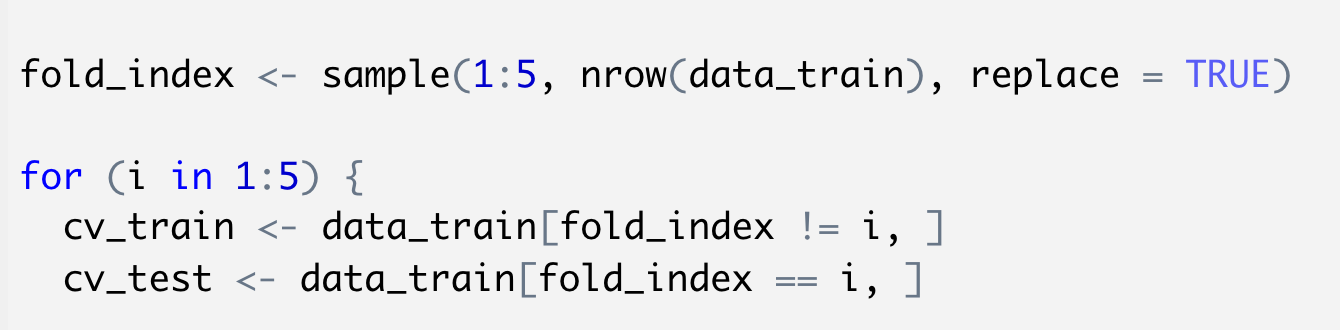 fold_index <- sample(1:5, nrow(data_train), replace = TRUE)
for (i in 1:5) {
  cv_train <- data_train[fold_index != i, ]
  cv_test <- data_train[fold_index == i, ]